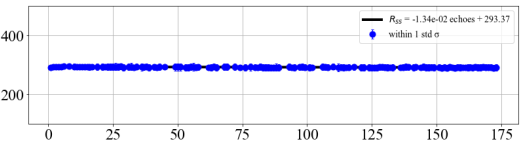 R_SS = -1.34e-02 echoes + 293.37
within 1 std σ
400
200
0 25 50 75 100 125 150 175